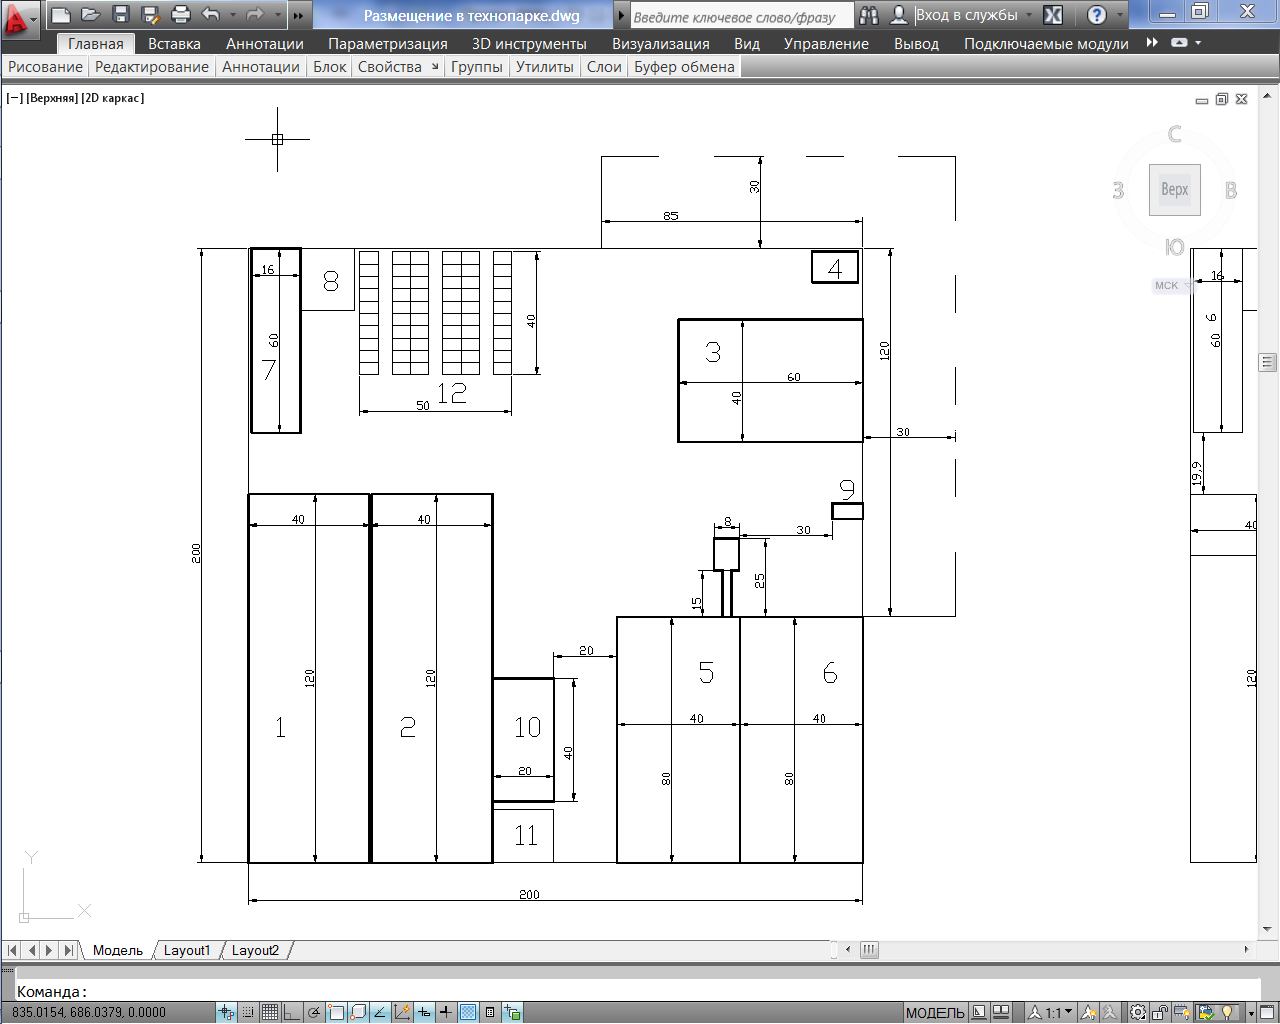 Размещение в технопарке.dwg
Введите ключевое слово/фразу
Вход в службы
Главная Вставка Аннотации Параметризация 3D инструменты Визуализация Вид Управление Вывод Подключаемые модули
Рисование Редактирование Аннотации Блок Свойства Группы Утилиты Слои Буфер обмена
[−] [Верхняя] [2D каркас]
С
З Верх В
Ю
МСК
30
85
16
8
4
60
7
40
12
50
3
60
40
120
30
9
8
30
25
15
40
40
200
120
120
1
2
20
10
20
40
11
5
6
40
40
80
80
200
16
6
60
19,9
40
120
Y
X
Модель Layout1 Layout2
Команда:
835.0154, 686.0379, 0.0000
МОДЕЛЬ
1:1